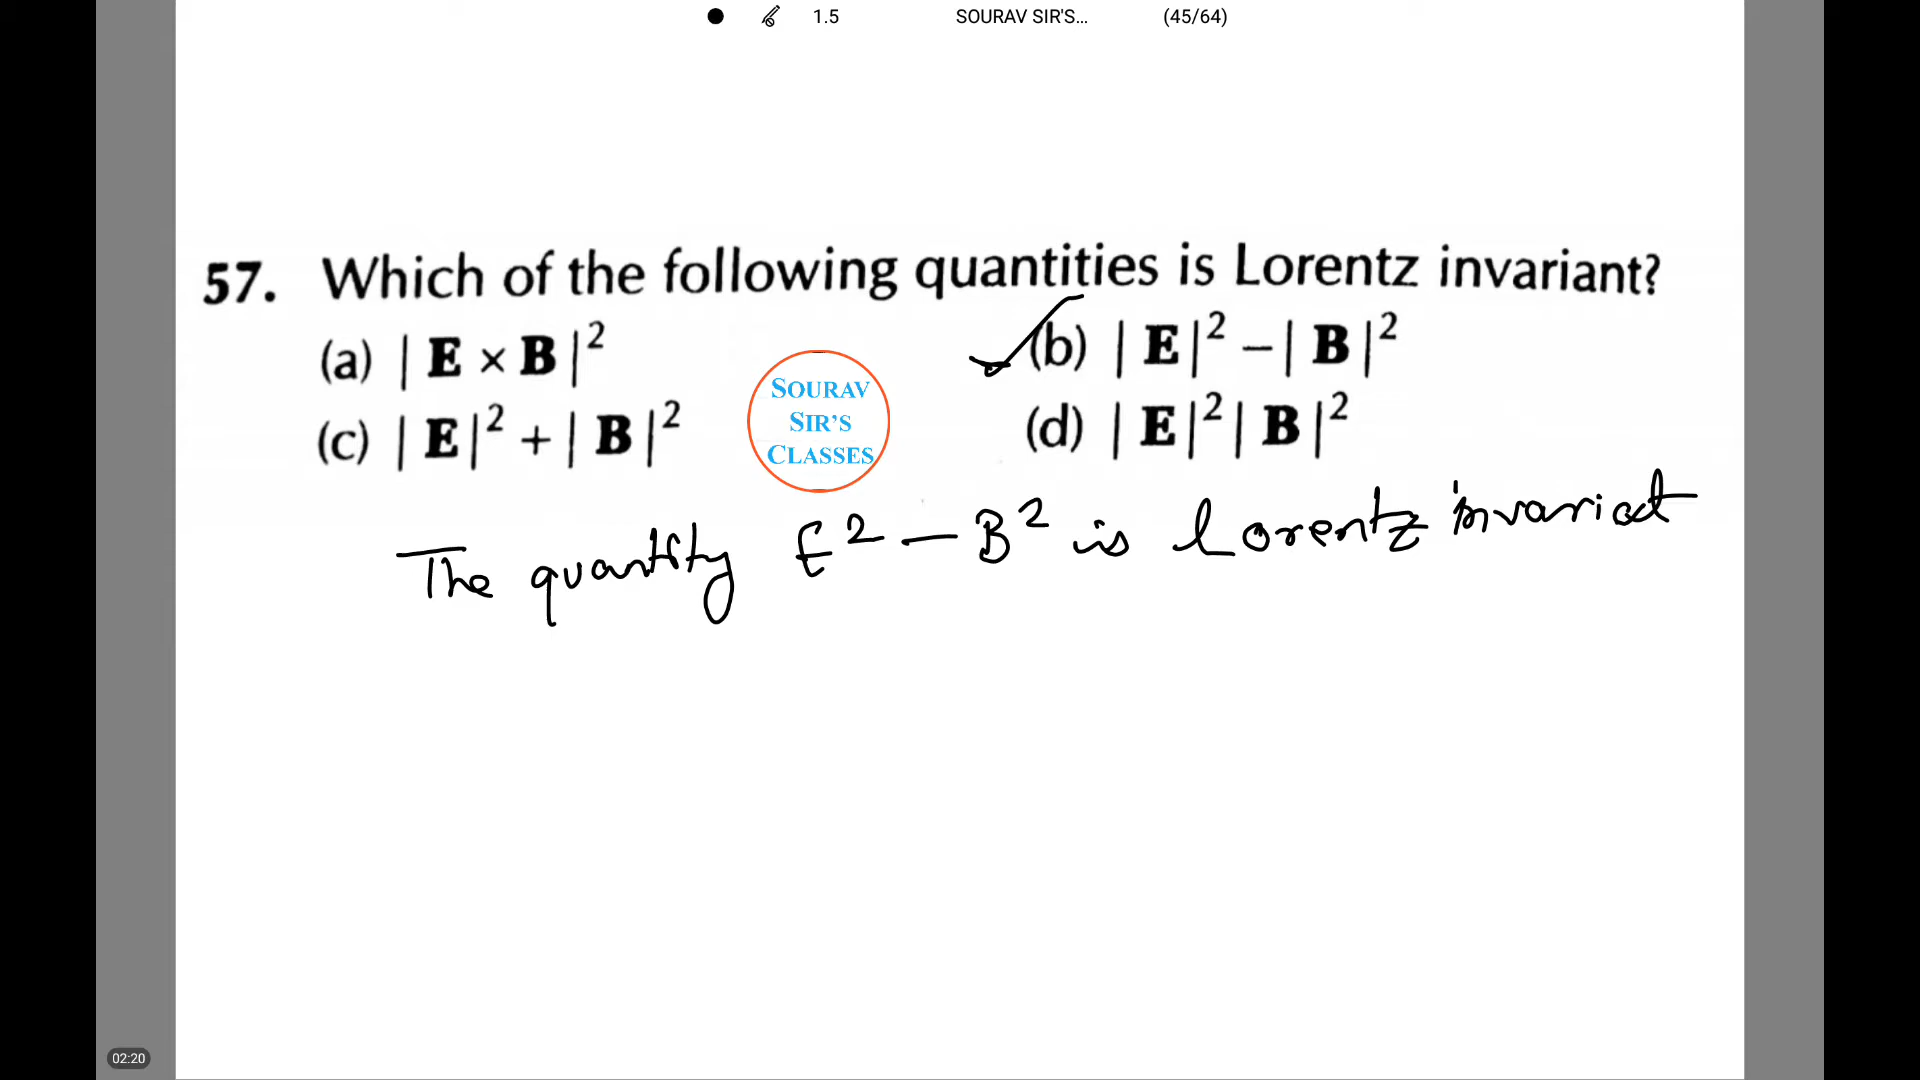 1.5 SOURAV SIR'S... (45/64)
57. Which of the following quantities is Lorentz invariant?
(a) | E × B |² (b) | E |² − | B |²
(c) | E |² + | B |² (d) | E |² | B |²
SOURAV
SIR'S
CLASSES
The quantity E² − B² is Lorentz invariat
02:20